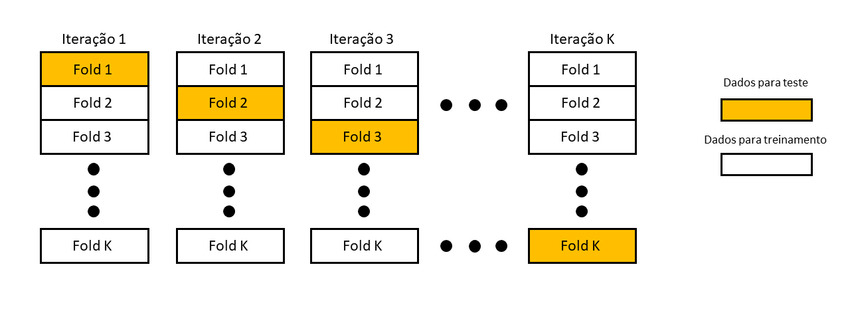 Iteração 1
Fold 1
Fold 2
Fold 3
Fold K
Iteração 2
Fold 1
Fold 2
Fold 3
Fold K
Iteração 3
Fold 1
Fold 2
Fold 3
Fold K
Iteração K
Fold 1
Fold 2
Fold 3
Fold K
Dados para teste
Dados para treinamento